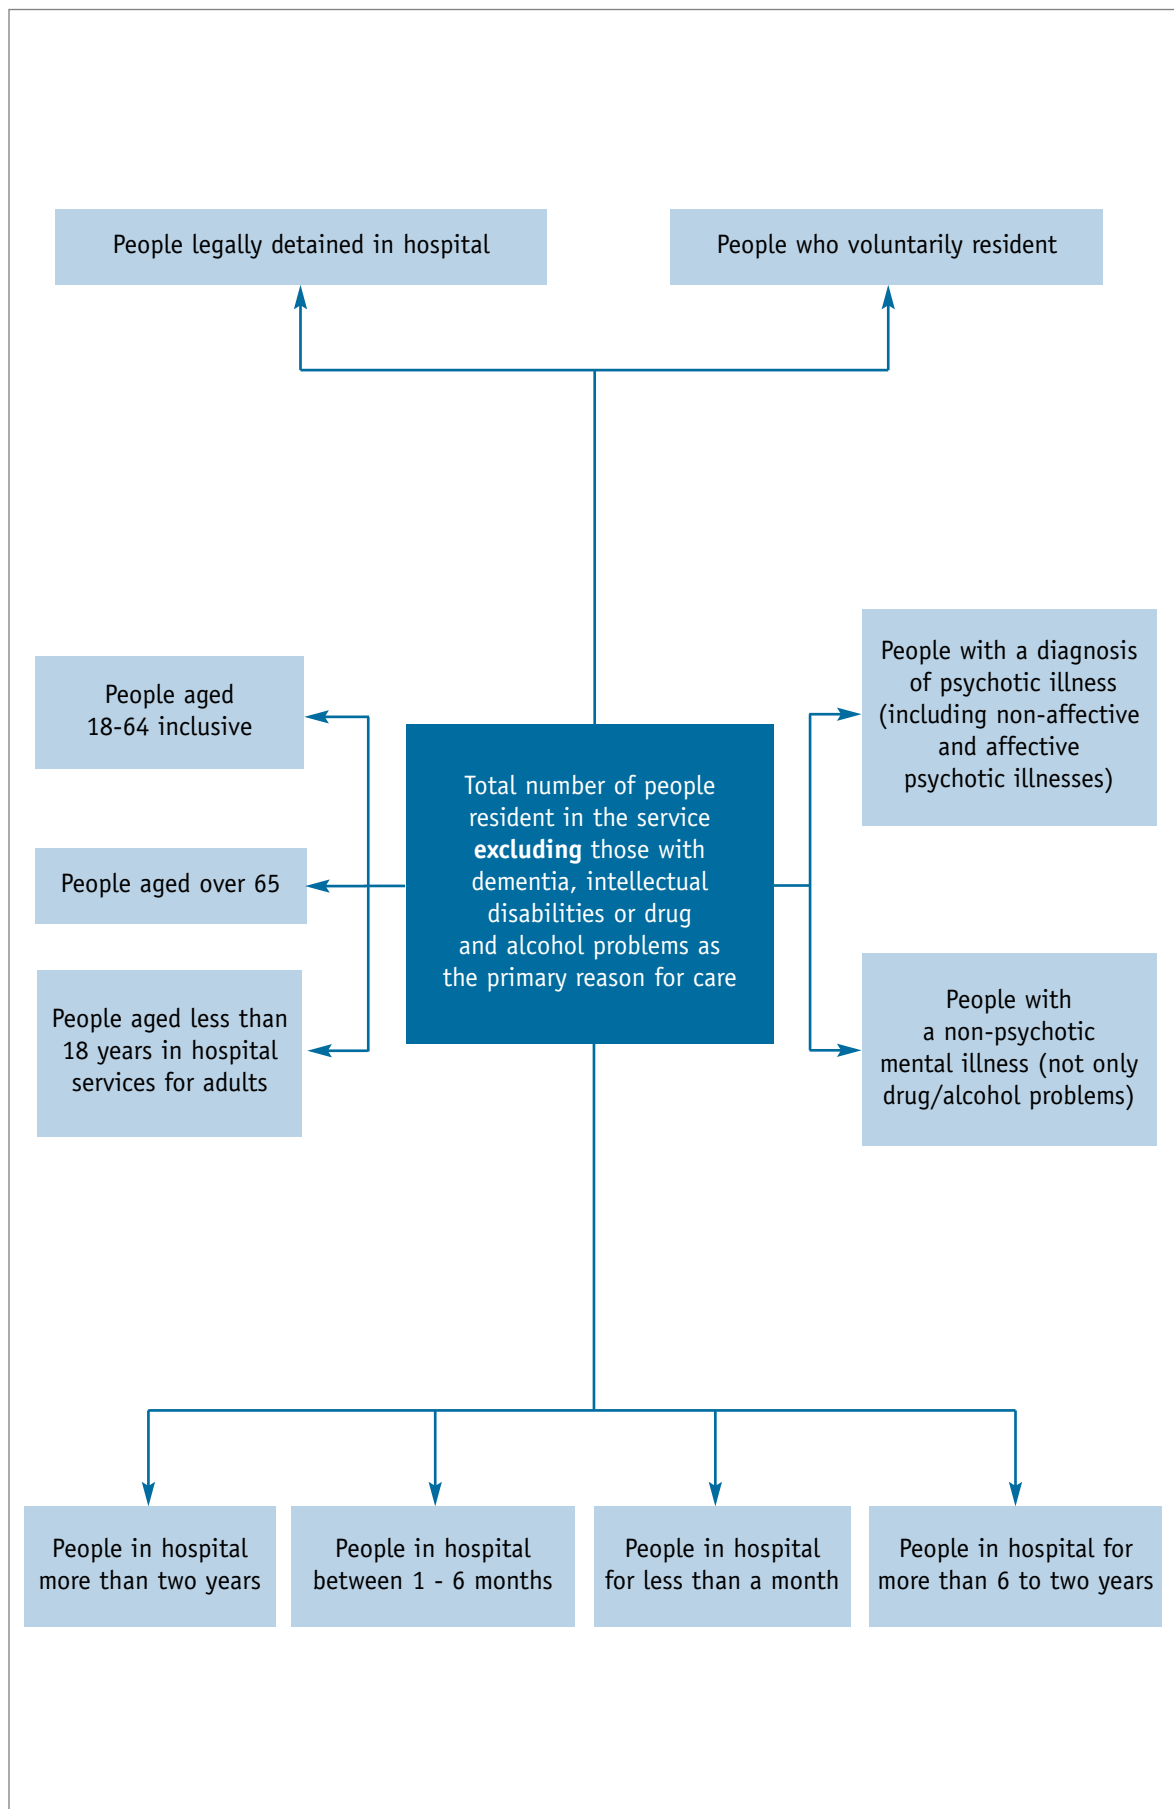 People legally detained in hospital
People who voluntarily resident
People aged
18-64 inclusive
People aged over 65
People aged less than
18 years in hospital
services for adults
Total number of people
resident in the service
excluding those with
dementia, intellectual
disabilities or drug
and alcohol problems as
the primary reason for care
People with a diagnosis
of psychotic illness
(including non-affective
and affective
psychotic illnesses)
People with
a non-psychotic
mental illness (not only
drug/alcohol problems)
People in hospital
more than two years
People in hospital
between 1 - 6 months
People in hospital
for less than a month
People in hospital for
more than 6 to two years